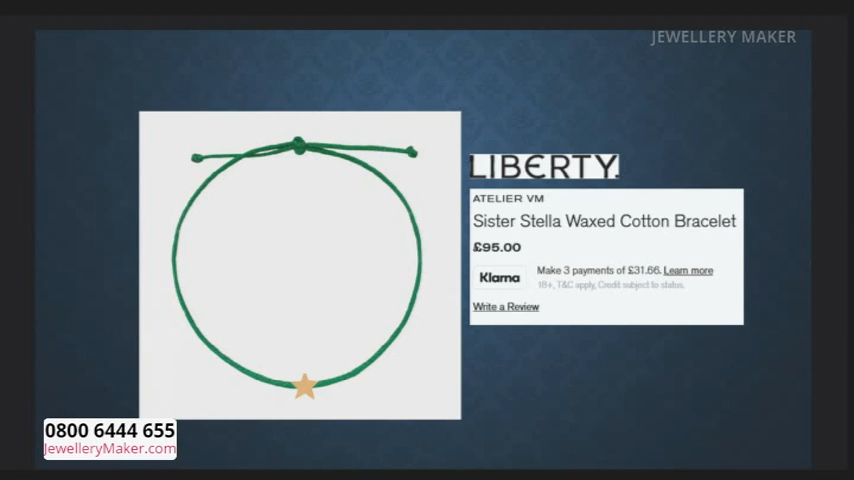 JEWELLERY MAKER
LIBERTY.
ATELIER VM
Sister Stella Waxed Cotton Bracelet
£95.00
Klarna
Make 3 payments of £31.66. Learn more
18+, T&C apply, Credit subject to status.
Write a Review
0800 6444 655
JewelleryMaker.com